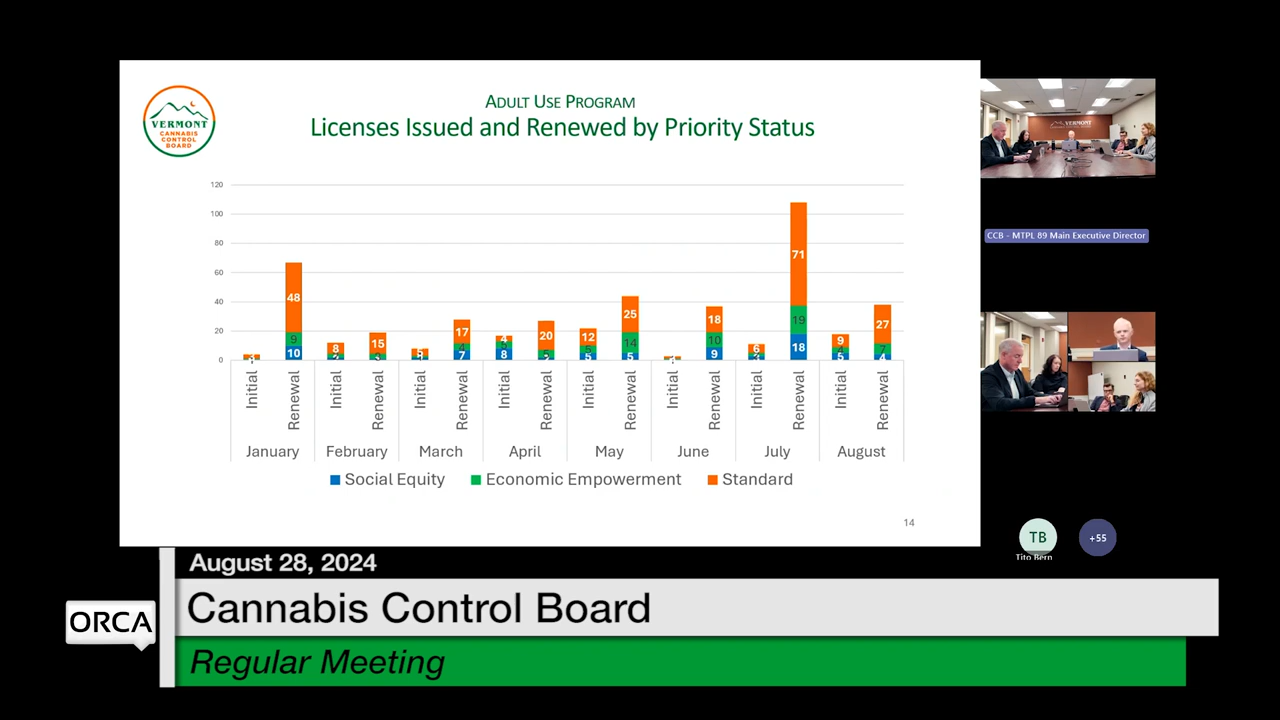 ADULT USE PROGRAM
Licenses Issued and Renewed by Priority Status
VERMONT
CANNABIS
CONTROL
BOARD
120
100
80
60
40
20
0
48
9
10
8
15
17
4
7
4
8
20
12
5
25
14
5
18
10
9
6
71
19
18
9
4
5
27
7
4
Initial Renewal Initial Renewal Initial Renewal Initial Renewal Initial Renewal Initial Renewal Initial Renewal Initial Renewal
January February March April May June July August
Social Equity Economic Empowerment Standard
14
VERMONT
CCB - MTPL 89 Main Executive Director
TB
+55
Tito Bern
August 28, 2024
ORCA
Cannabis Control Board
Regular Meeting